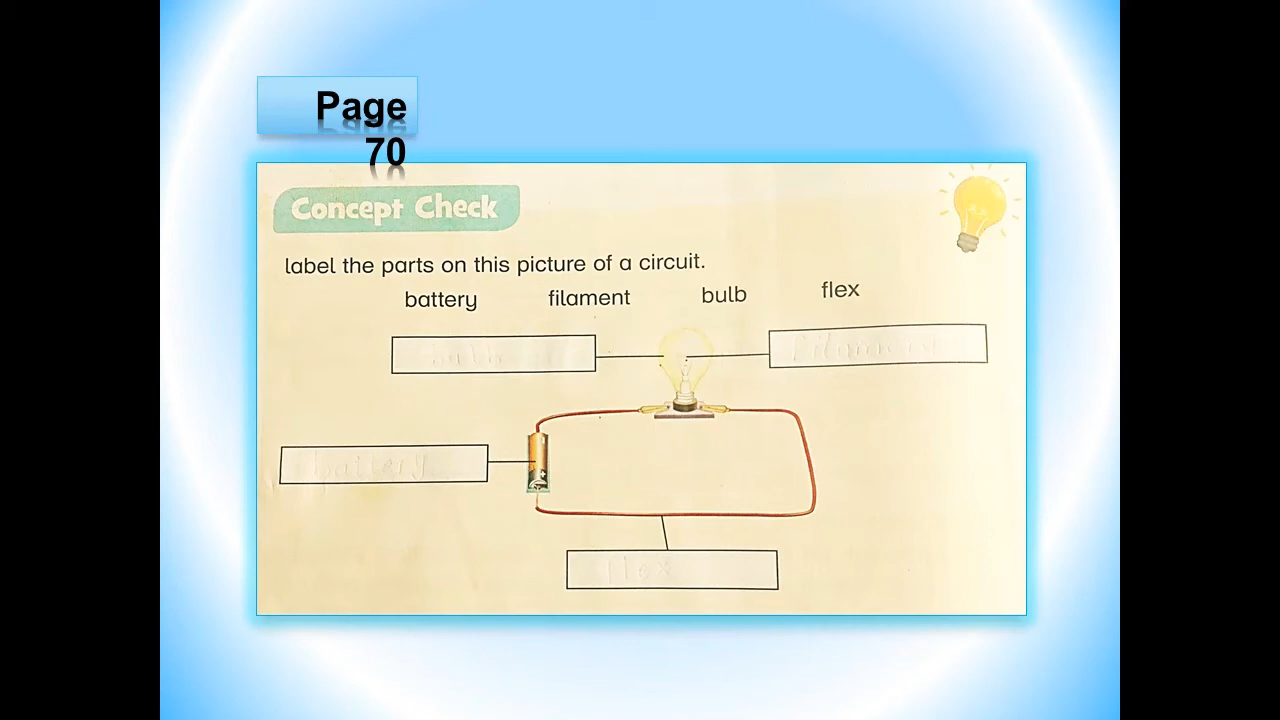 Page
70
Concept Check
label the parts on this picture of a circuit.
battery filament bulb flex
bulb
filament
battery
flex